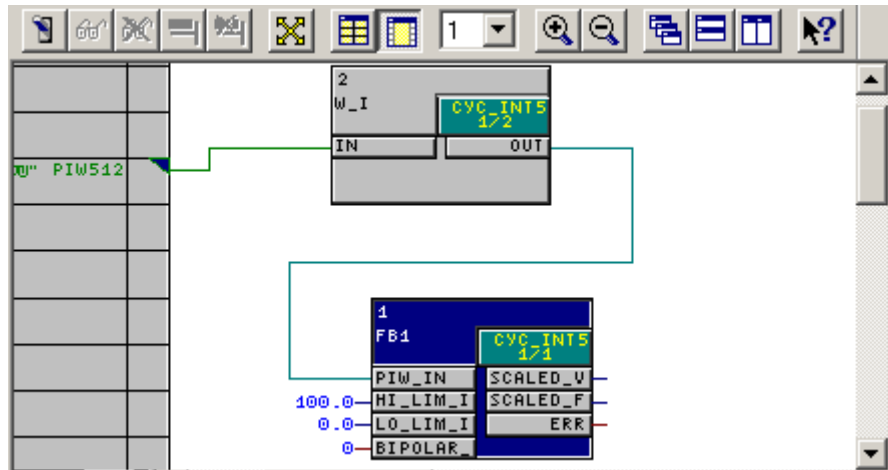 1
2
W_I
CYC_INT5
1/2
IN OUT
PIW512
1
FB1
CYC_INT5
1/1
PIW_IN SCALED_V
100.0 HI_LIM_I SCALED_F
0.0 LO_LIM_I ERR
0 BIPOLAR_